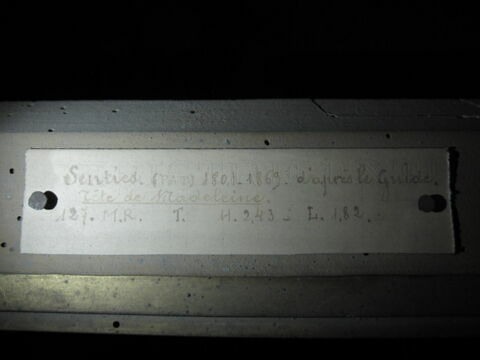 Senties. 1801.1869. d'après le Guide.
Tête de Madeleine.
127. M.R. T. H. 2,43 - L. 1,82.